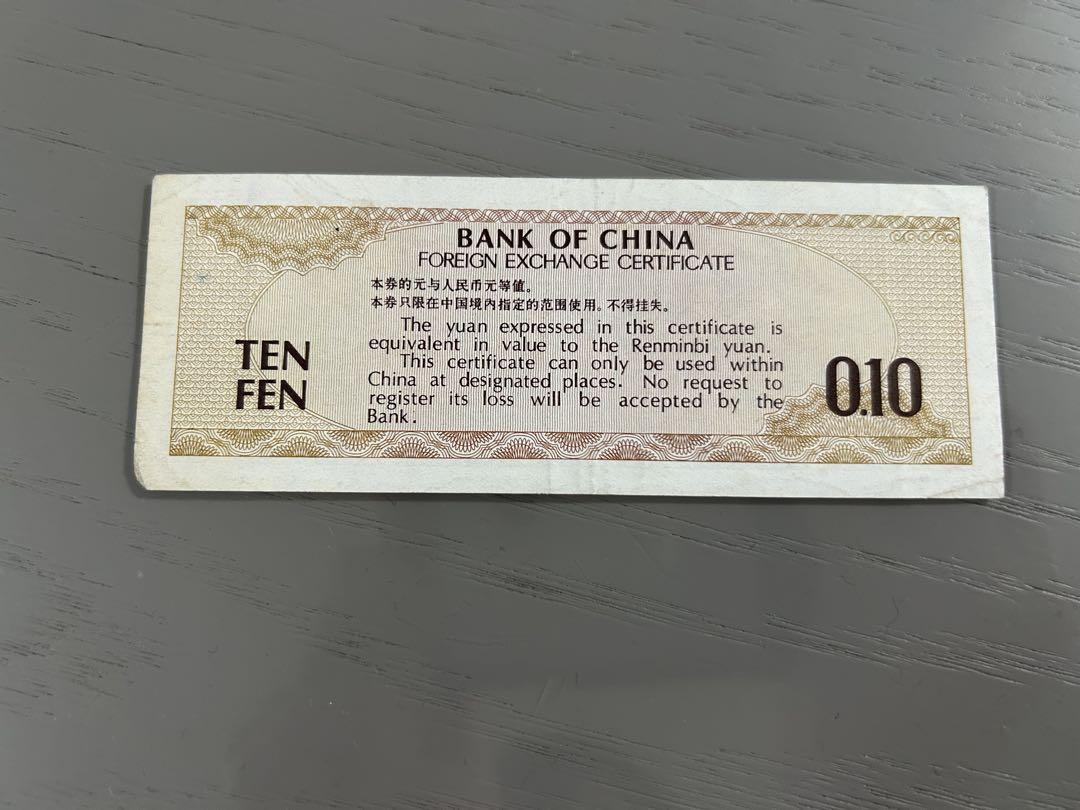 BANK OF CHINA
FOREIGN EXCHANGE CERTIFICATE
本券的元与人民币元等值。
本券只限在中国境内指定的范围使用。不得挂失。
The yuan expressed in this certificate is
equivalent in value to the Renminbi yuan.
This certificate can only be used within
China at designated places. No request to
register its loss will be accepted by the
Bank.
TEN
FEN
0.10